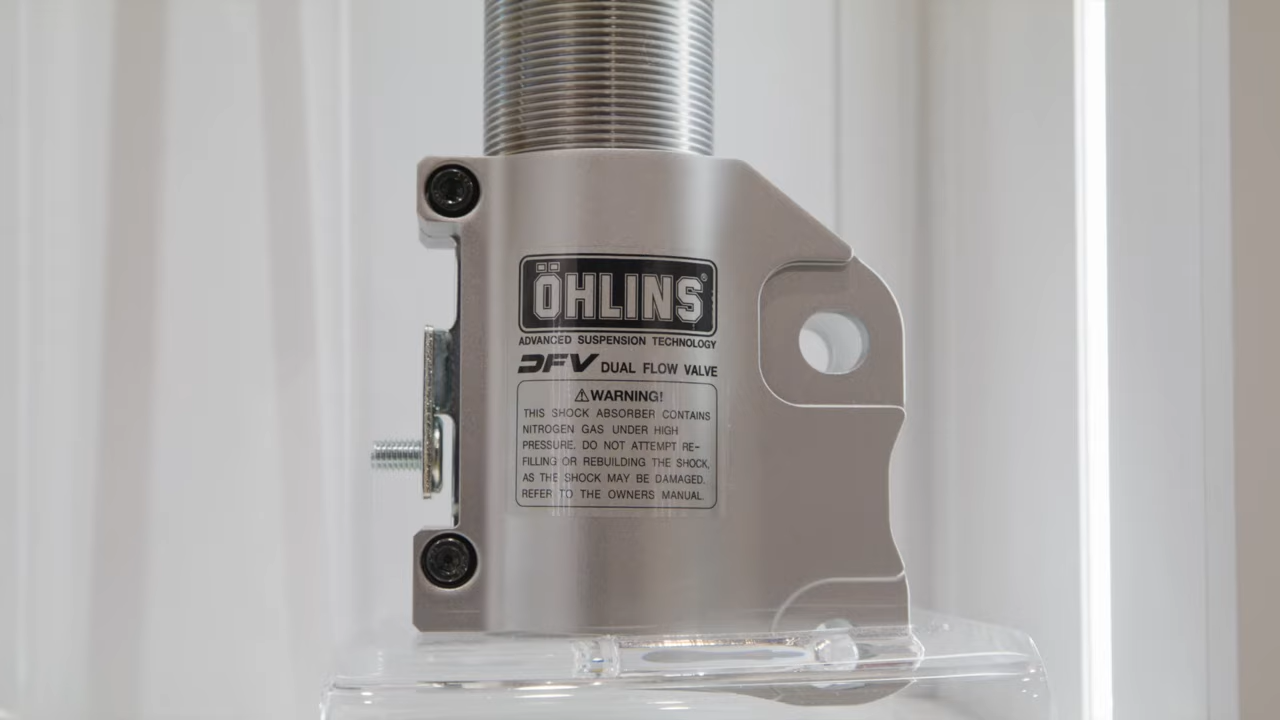 ÖHLINS®
ADVANCED SUSPENSION TECHNOLOGY
DFV DUAL FLOW VALVE
⚠WARNING!
THIS SHOCK ABSORBER CONTAINS
NITROGEN GAS UNDER HIGH
PRESSURE. DO NOT ATTEMPT RE-
FILLING OR REBUILDING THE SHOCK,
AS THE SHOCK MAY BE DAMAGED.
REFER TO THE OWNERS MANUAL.